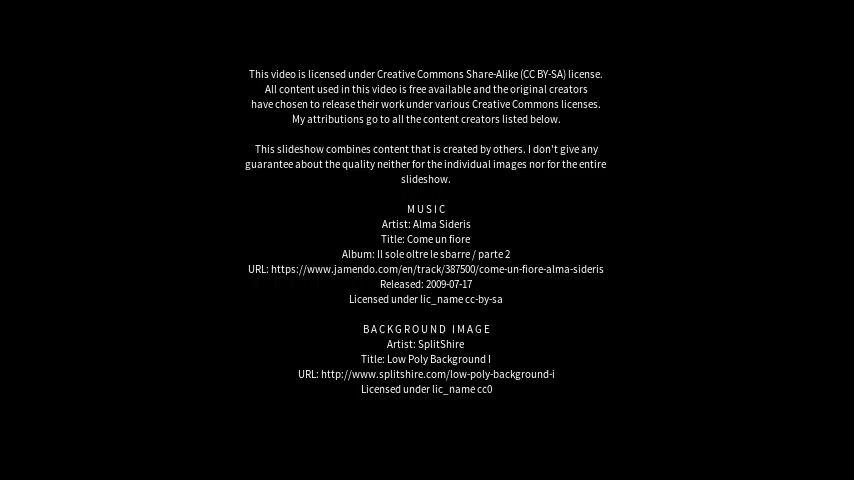 This video is licensed under Creative Commons Share-Alike (CC BY-SA) license.
All content used in this video is free available and the original creators
have chosen to release their work under various Creative Commons licenses.
My attributions go to all the content creators listed below.
This slideshow combines content that is created by others. I don't give any
guarantee about the quality neither for the individual images nor for the entire
slideshow.
MUSIC
Artist: Alma Sideris
Title: Come un fiore
Album: Il sole oltre le sbarre / parte 2
URL: https://www.jamendo.com/en/track/387500/come-un-fiore-alma-sideris
Released: 2009-07-17
Licensed under lic_name cc-by-sa
BACKGROUND IMAGE
Artist: SplitShire
Title: Low Poly Background I
URL: http://www.splitshire.com/low-poly-background-i
Licensed under lic_name cc0